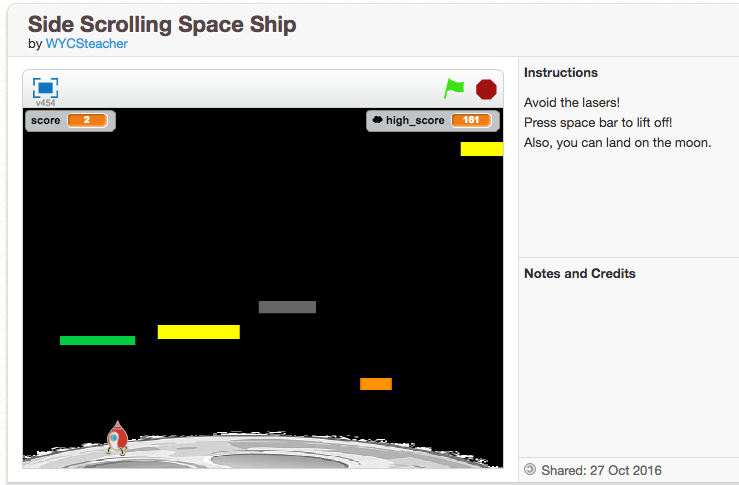 Side Scrolling Space Ship
by WYCSteacher
v454
score 2
high_score 161
Instructions
Avoid the lasers!
Press space bar to lift off!
Also, you can land on the moon.
Notes and Credits
Shared: 27 Oct 2016